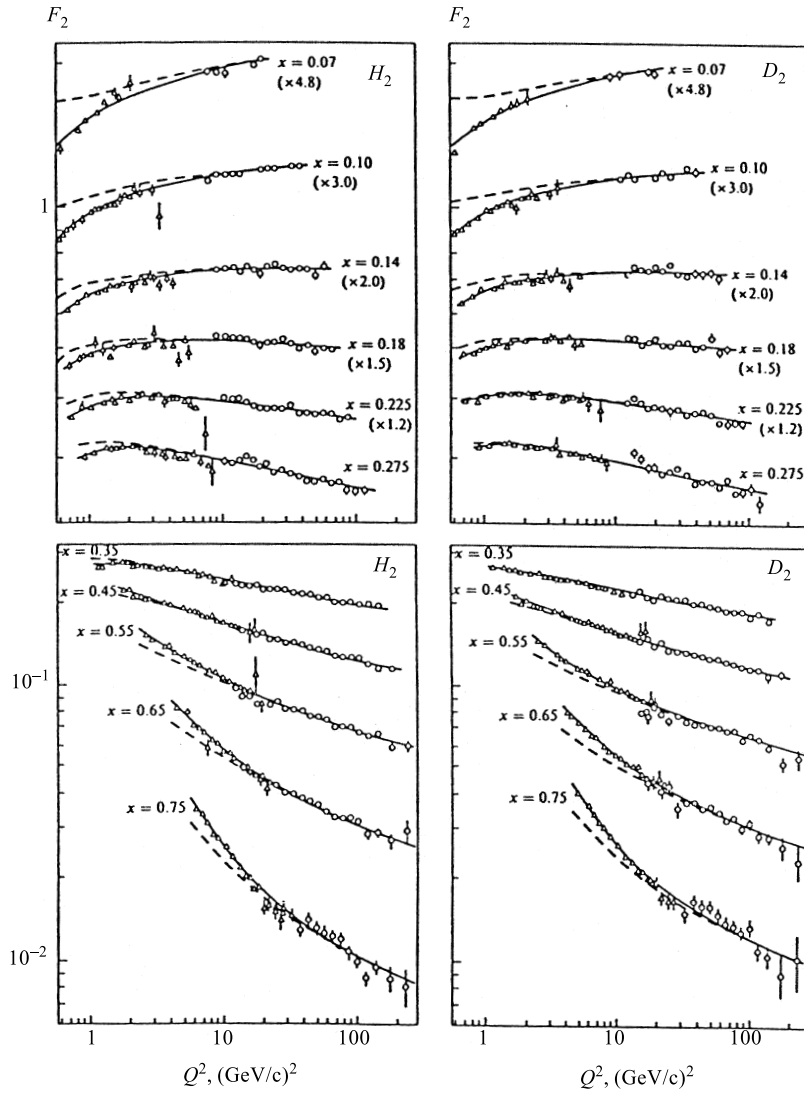 F₂
F₂
x = 0.07 H₂
(×4.8)
x = 0.10
(×3.0)
1
x = 0.14
(×2.0)
x = 0.18
(×1.5)
x = 0.225
(×1.2)
x = 0.275
D₂
x = 0.07
(×4.8)
x = 0.10
(×3.0)
x = 0.14
(×2.0)
x = 0.18
(×1.5)
x = 0.225
(×1.2)
x = 0.275
x = 0.35 H₂
x = 0.45
x = 0.55
10⁻¹
x = 0.65
x = 0.75
10⁻²
1 10 100
Q², (GeV/c)²
x = 0.35 D₂
x = 0.45
x = 0.55
x = 0.65
x = 0.75
1 10 100
Q², (GeV/c)²